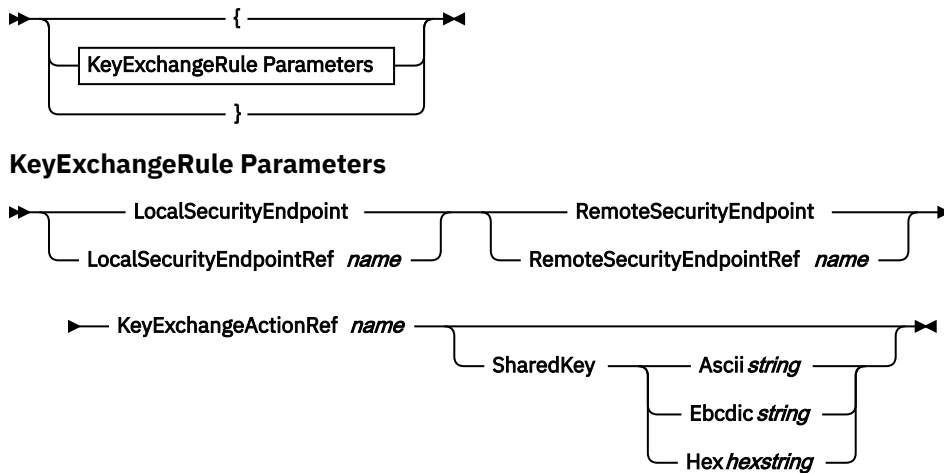 {
KeyExchangeRule Parameters
}
KeyExchangeRule Parameters
LocalSecurityEndpoint RemoteSecurityEndpoint
LocalSecurityEndpointRef name RemoteSecurityEndpointRef name
KeyExchangeActionRef name
SharedKey Ascii string
Ebcdic string
Hex hexstring